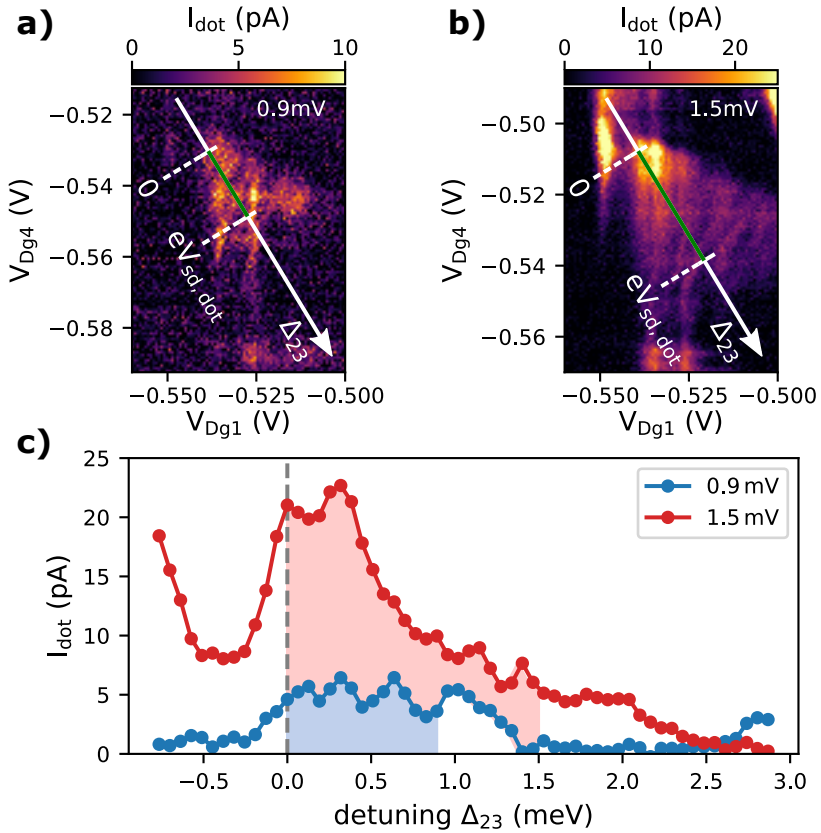 a)
I_dot (pA)
0 5 10
0.9mV
−0.52
−0.54
−0.56
−0.58
V_Dg4 (V)
0
eV_sd,dot
Δ_23
−0.550 −0.525 −0.500
V_Dg1 (V)
b)
I_dot (pA)
0 10 20
1.5mV
−0.50
−0.52
−0.54
−0.56
V_Dg4 (V)
0
eV_sd,dot
Δ_23
−0.550 −0.525 −0.500
V_Dg1 (V)
c)
25
20
15
10
5
0
I_dot (pA)
0.9 mV
1.5 mV
−0.5 0.0 0.5 1.0 1.5 2.0 2.5 3.0
detuning Δ_23 (meV)